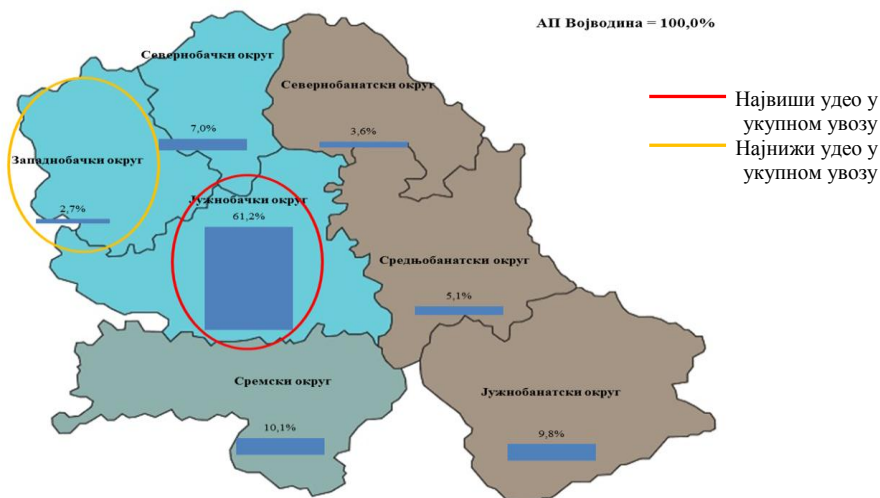 АП Војводина = 100,0%
Севернобачки округ
7,0%
Севернобанатски округ
3,6%
Највиши удео у
укупном увозу
Најнижи удео у
укупном увозу
Западнобачки округ
2,7%
Јужнобачки округ
61,2%
Средњобанатски округ
5,1%
Сремски округ
10,1%
Јужнобанатски округ
9,8%